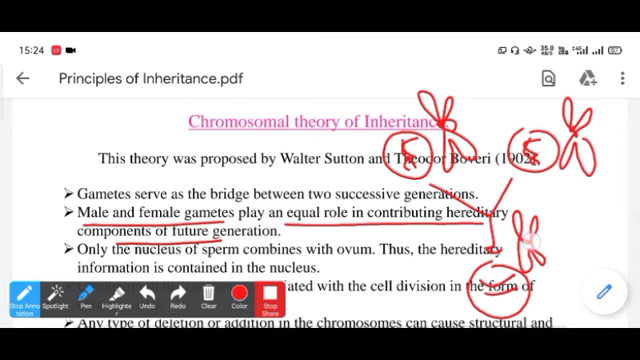 15:24
Principles of Inheritance.pdf
Chromosomal theory of Inheritance
This theory was proposed by Walter Sutton and Theodor Boveri (1902)
➢ Gametes serve as the bridge between two successive generations.
➢ Male and female gametes play an equal role in contributing hereditary
components of future generation.
➢ Only the nucleus of sperm combines with ovum. Thus, the hereditary
information is contained in the nucleus.
with the cell division in the form of
➢ Any type of deletion or addition in the chromosomes can cause structural and
Stop Anno
tation
Spotlight
Pen
Highlighte
r
Undo
Redo
Clear
Color
Stop
Share